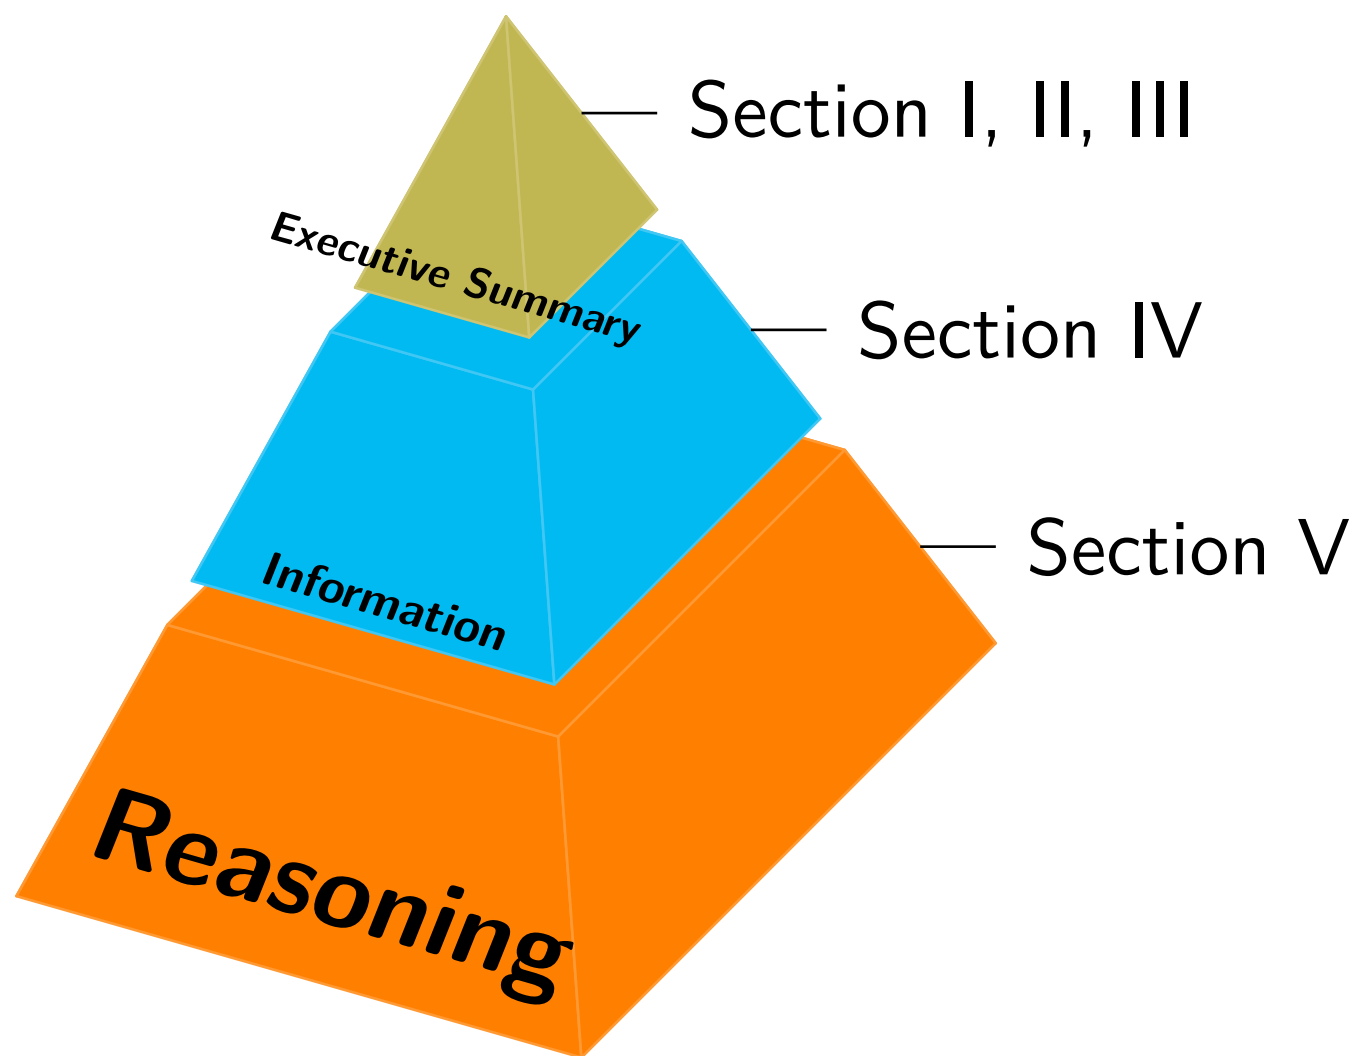 Section I, II, III
Executive Summary
Section IV
Information
Section V
Reasoning